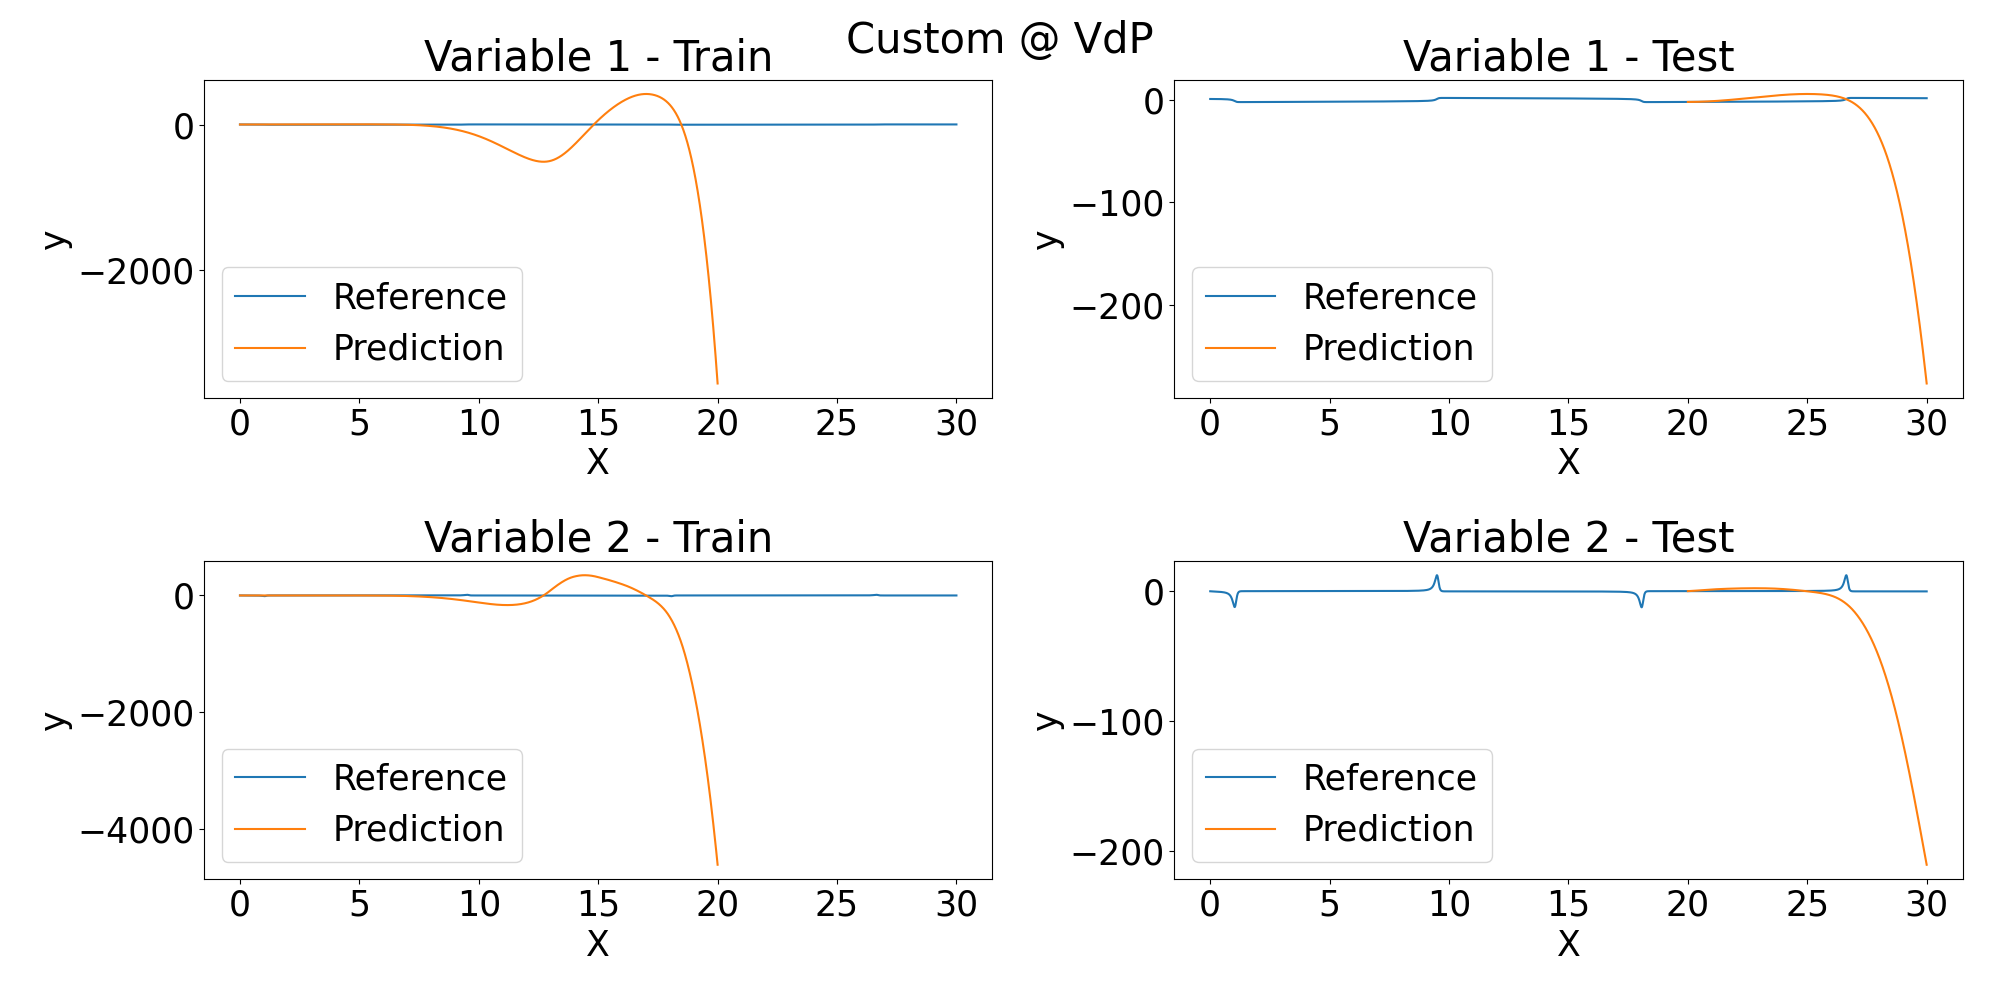 Custom @ VdP
Variable 1 - Train
0
−2000
y
Reference
Prediction
0 5 10 15 20 25 30
X
Variable 1 - Test
0
−100
−200
y
Reference
Prediction
0 5 10 15 20 25 30
X
Variable 2 - Train
0
−2000
−4000
y
Reference
Prediction
0 5 10 15 20 25 30
X
Variable 2 - Test
0
−100
−200
y
Reference
Prediction
0 5 10 15 20 25 30
X